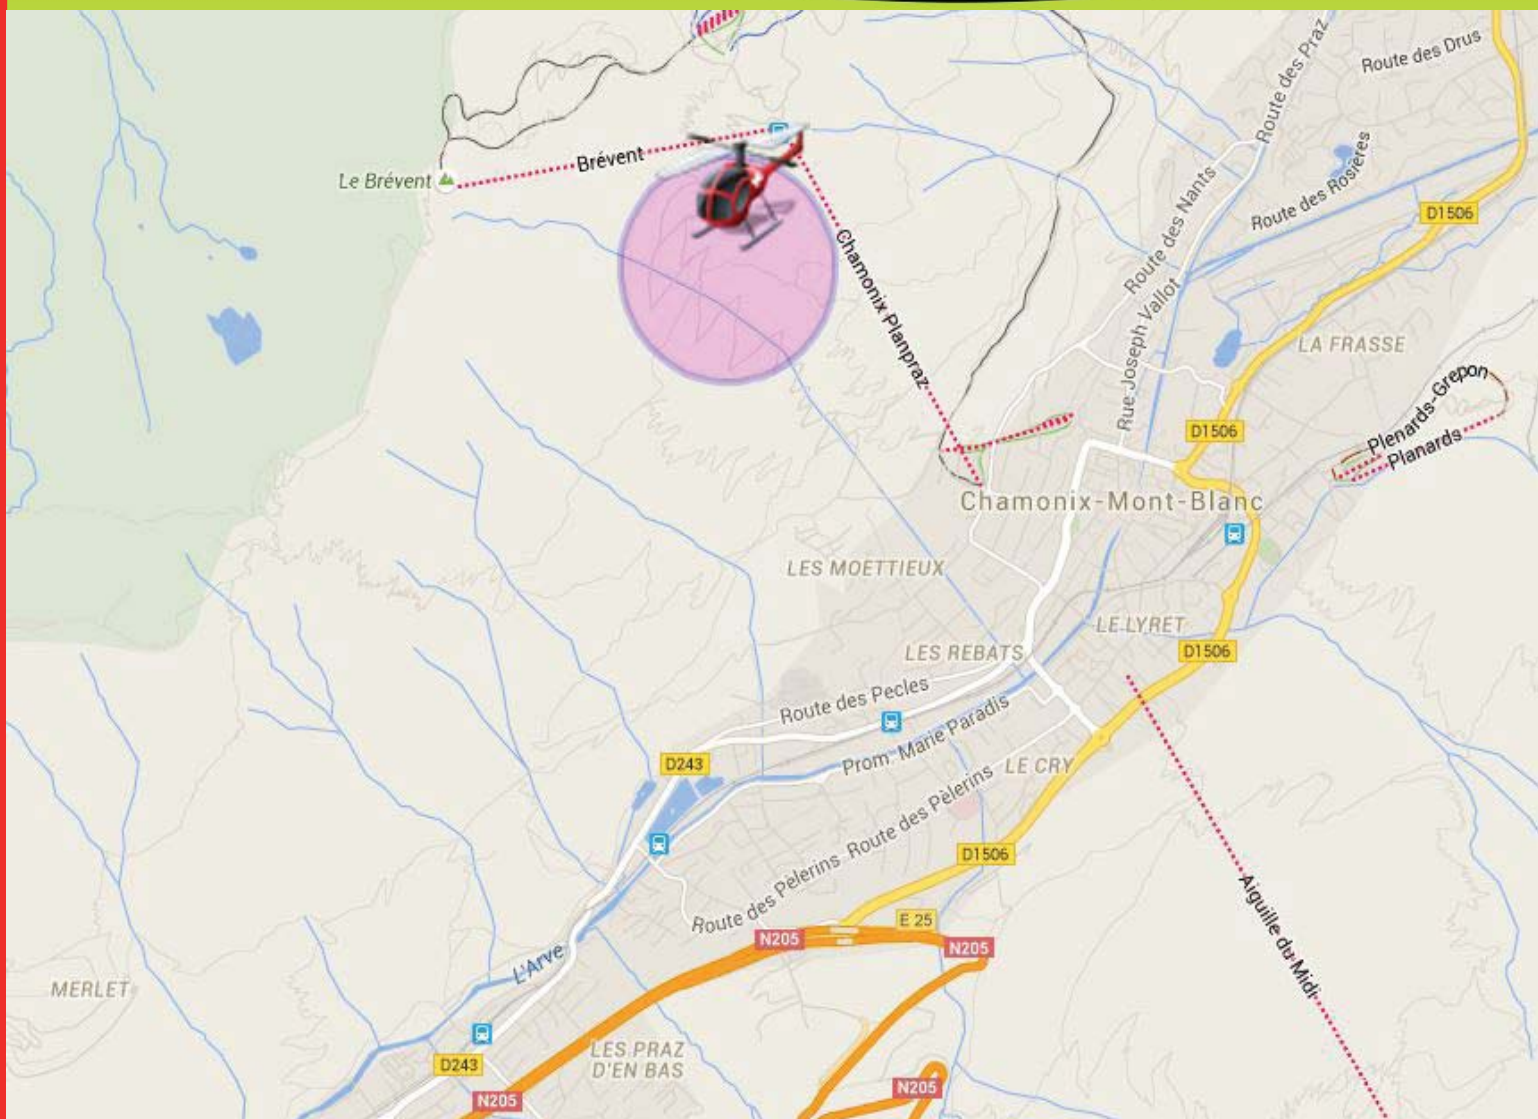 Route des Drus
Route des Praz
Brévent
Le Brévent
Route des Nants
Route des Rosières
D1506
Chamonix Planpraz
Rue Joseph Vallot
LA FRASSE
Plenards-Grepon
Planards
D1506
Chamonix-Mont-Blanc
LES MOËTTIEUX
LE LYRET
LES REBATS
D1506
Route des Pecles
Prom. Marie Paradis
D243
LE CRY
Route des Pèlerins
Route des Pèlerins
D1506
E 25
N205
N205
Aiguille du Midi
L'Arve
MERLET
LES PRAZ
D'EN BAS
D243
N205
N205